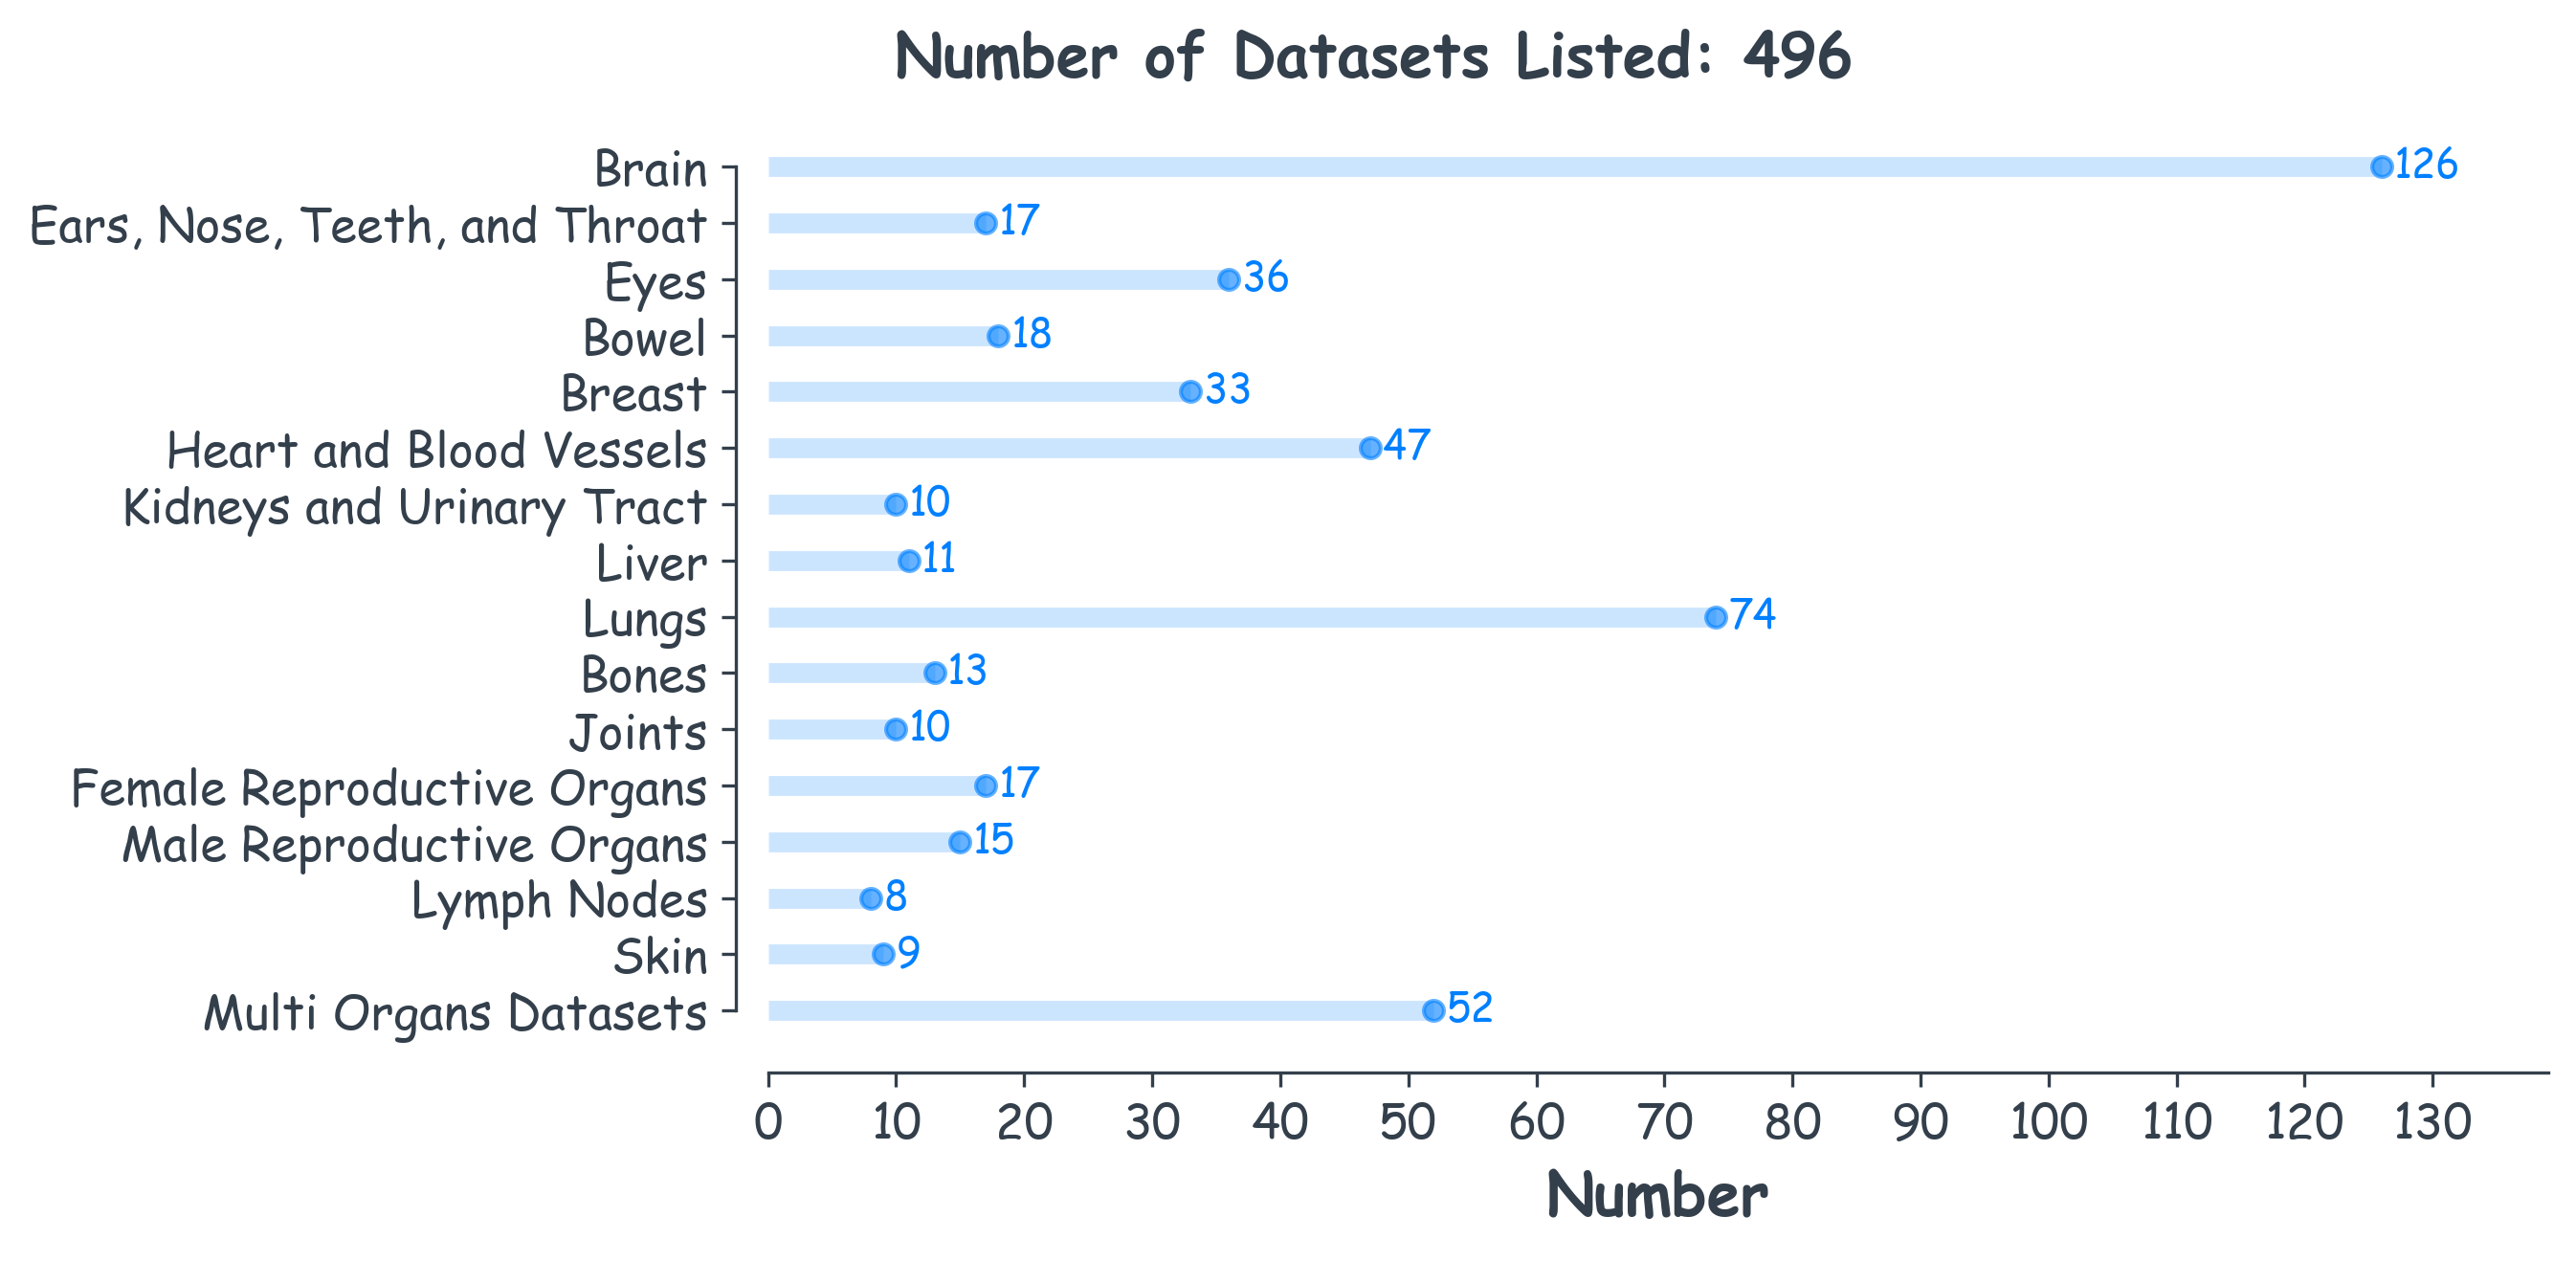 Number of Datasets Listed: 496
Brain 126
Ears, Nose, Teeth, and Throat 17
Eyes 36
Bowel 18
Breast 33
Heart and Blood Vessels 47
Kidneys and Urinary Tract 10
Liver 11
Lungs 74
Bones 13
Joints 10
Female Reproductive Organs 17
Male Reproductive Organs 15
Lymph Nodes 8
Skin 9
Multi Organs Datasets 52
0 10 20 30 40 50 60 70 80 90 100 110 120 130
Number